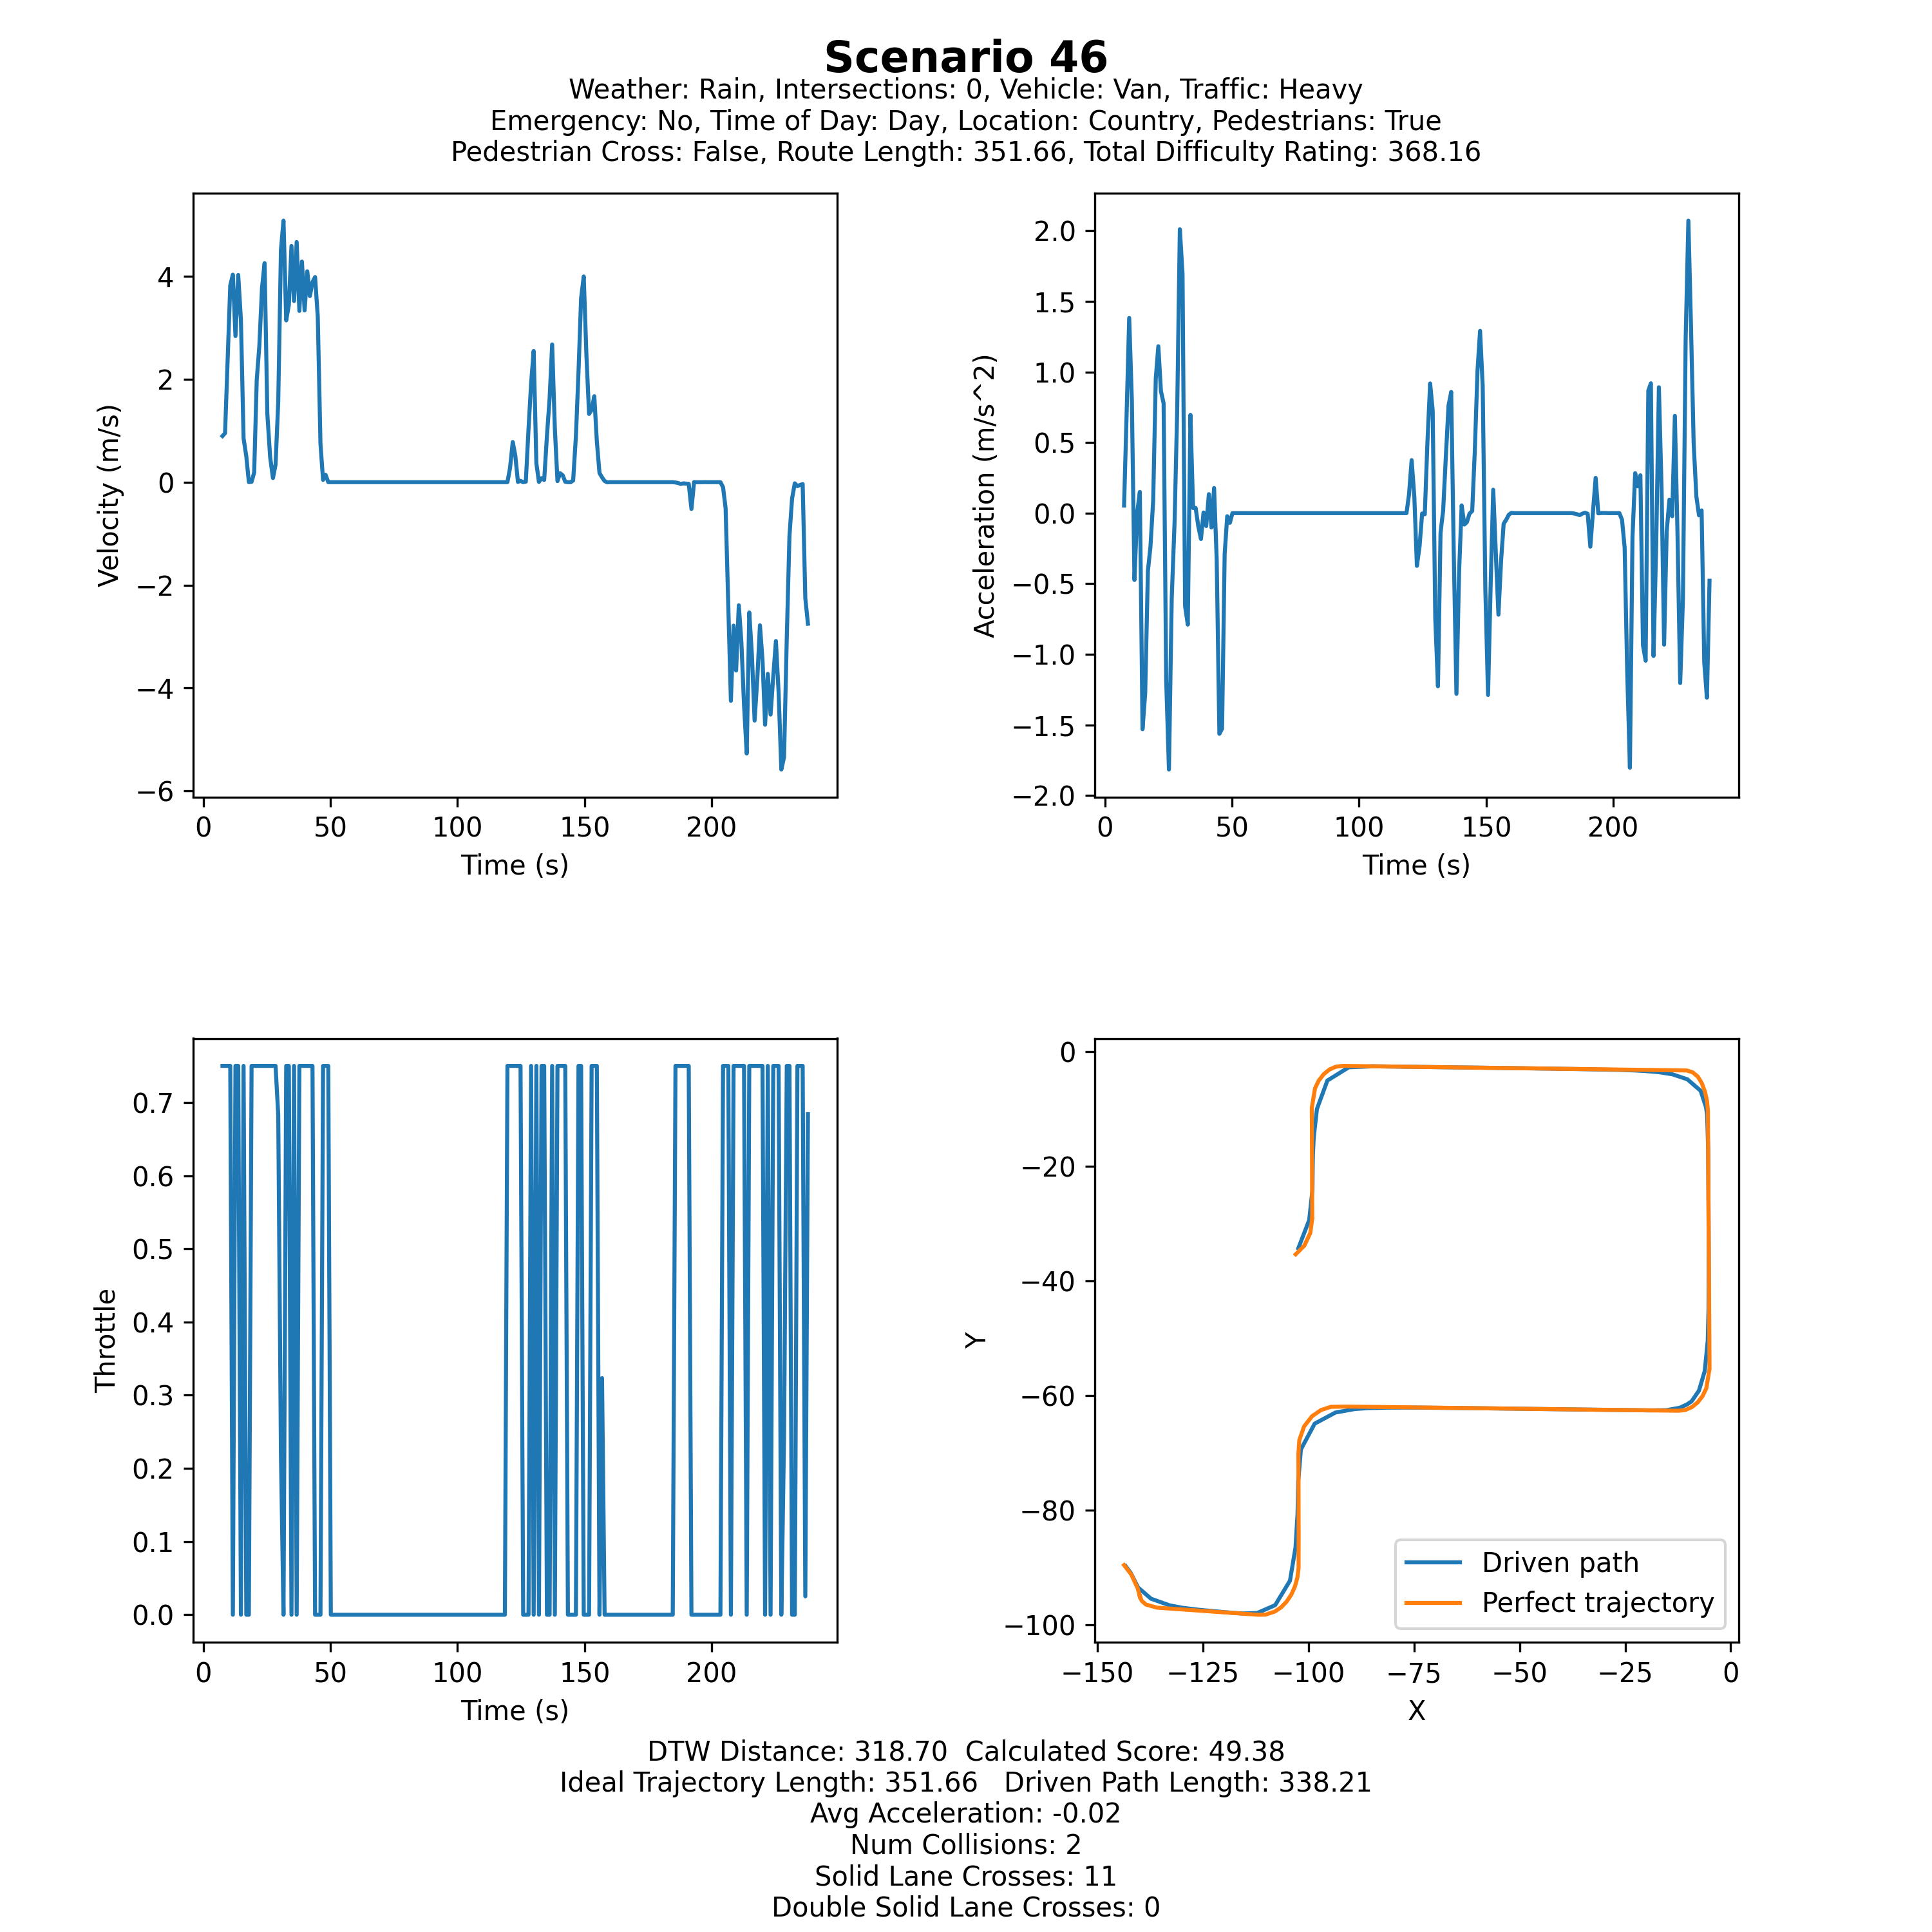 Scenario 46
Weather: Rain, Intersections: 0, Vehicle: Van, Traffic: Heavy
Emergency: No, Time of Day: Day, Location: Country, Pedestrians: True
Pedestrian Cross: False, Route Length: 351.66, Total Difficulty Rating: 368.16
Velocity (m/s)
4
2
0
−2
−4
−6
0 50 100 150 200
Time (s)
Acceleration (m/s^2)
2.0
1.5
1.0
0.5
0.0
−0.5
−1.0
−1.5
−2.0
0 50 100 150 200
Time (s)
Throttle
0.7
0.6
0.5
0.4
0.3
0.2
0.1
0.0
0 50 100 150 200
Time (s)
Y
0
−20
−40
−60
−80
−100
Driven path
Perfect trajectory
−150 −125 −100 −75 −50 −25 0
X
DTW Distance: 318.70 Calculated Score: 49.38
Ideal Trajectory Length: 351.66 Driven Path Length: 338.21
Avg Acceleration: -0.02
Num Collisions: 2
Solid Lane Crosses: 11
Double Solid Lane Crosses: 0